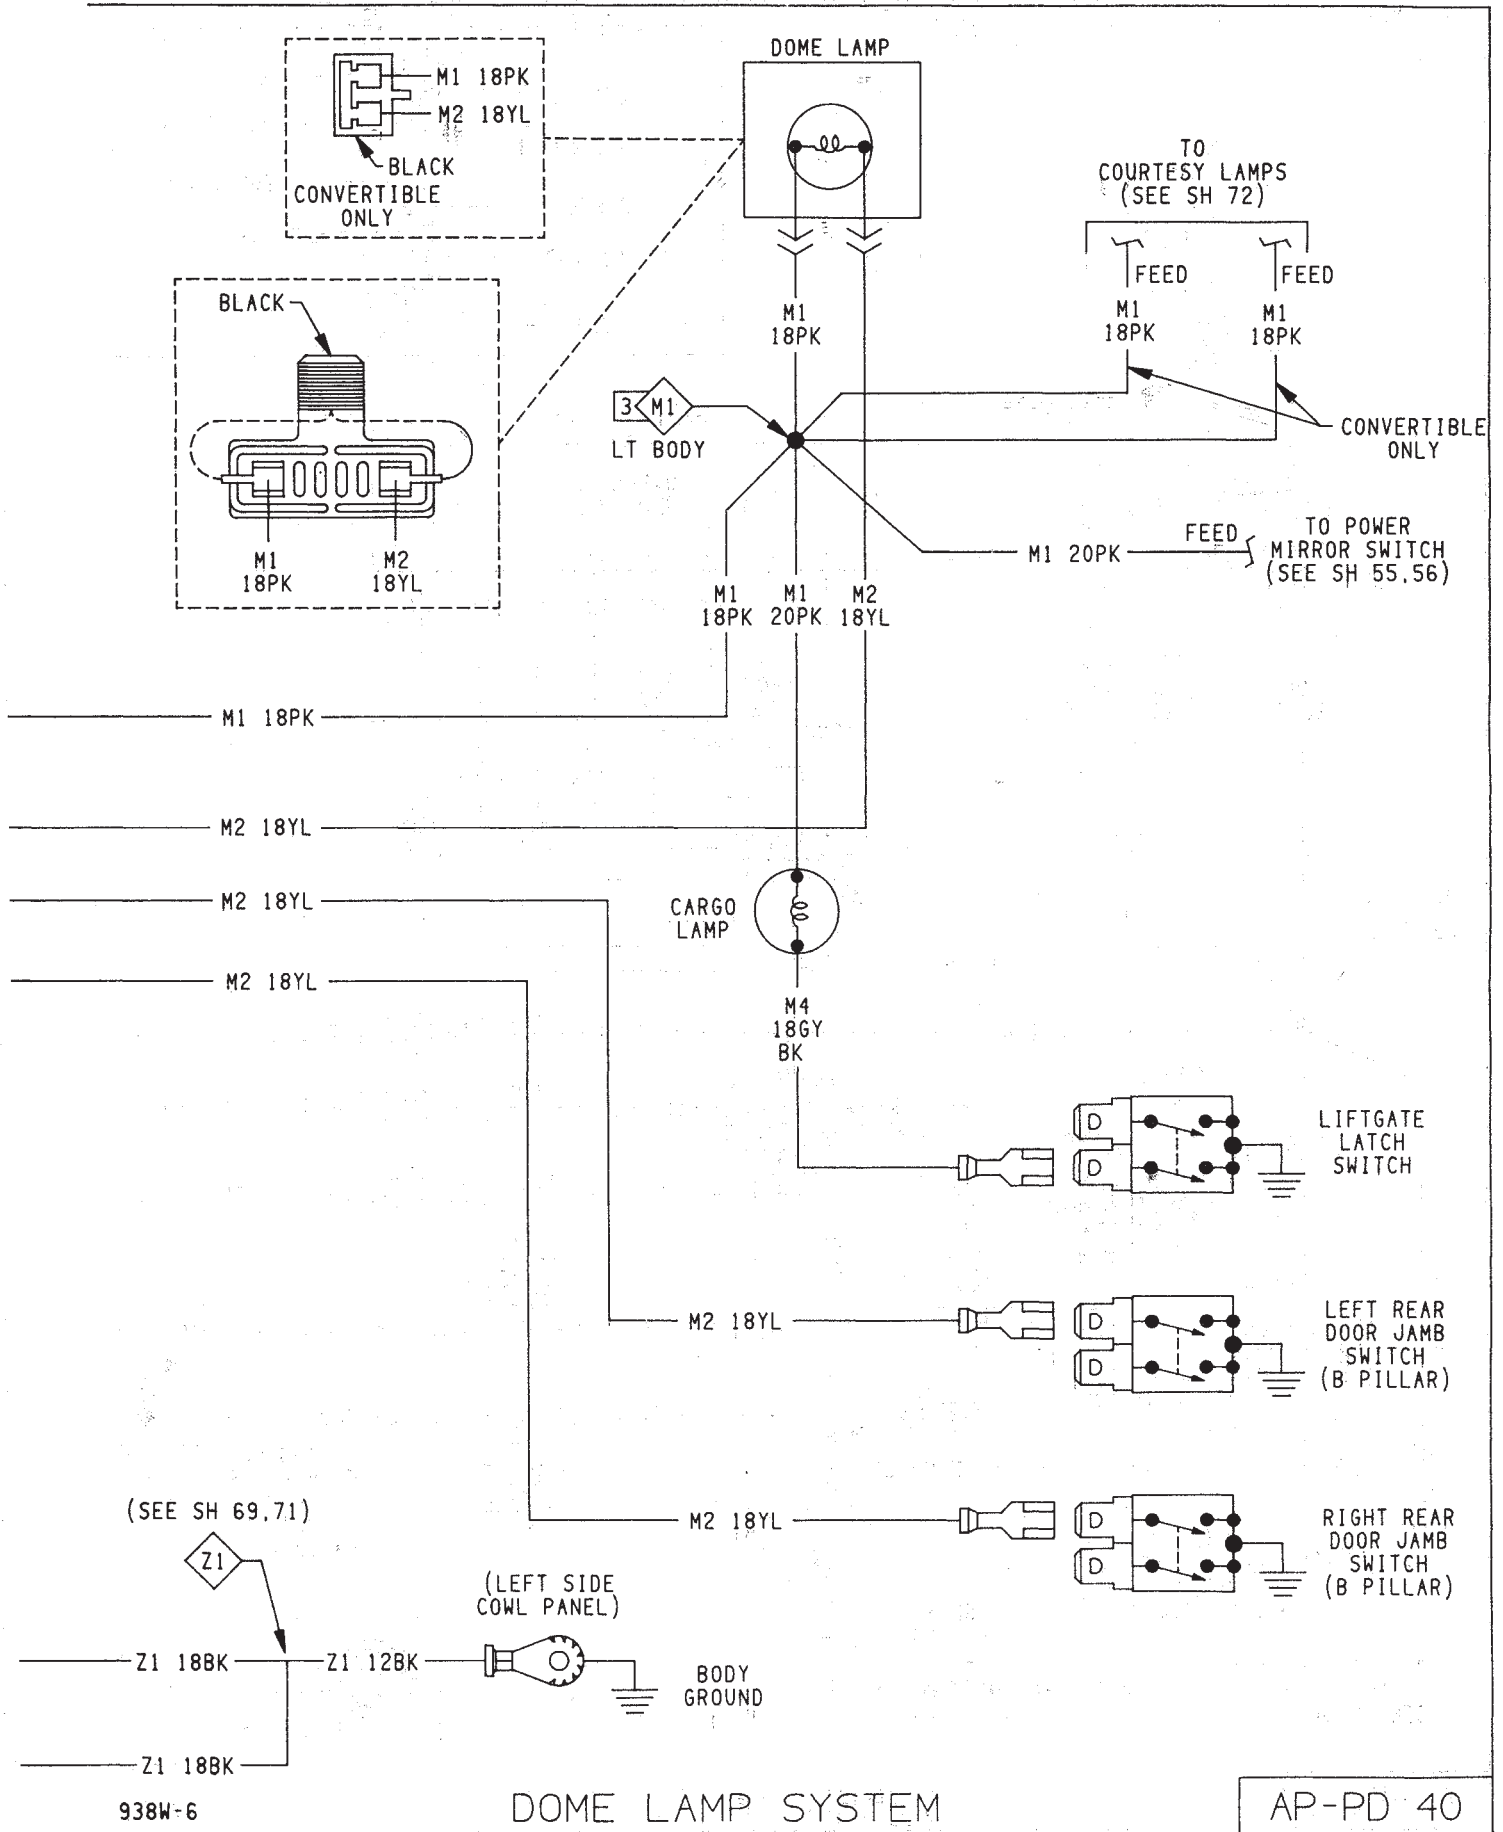 DOME LAMP
M1 18PK
M2 18YL
BLACK
CONVERTIBLE
ONLY
TO
COURTESY LAMPS
(SEE SH 72)
FEED
FEED
BLACK
M1
18PK
M1
18PK
M1
18PK
3
M1
LT BODY
CONVERTIBLE
ONLY
M1
18PK
M2
18YL
M1 20PK
FEED
TO POWER
MIRROR SWITCH
(SEE SH 55,56)
M1
18PK
M1
20PK
M2
18YL
M1 18PK
M2 18YL
M2 18YL
CARGO
LAMP
M2 18YL
M4
18GY
BK
D
D
LIFTGATE
LATCH
SWITCH
M2 18YL
D
D
LEFT REAR
DOOR JAMB
SWITCH
(B PILLAR)
M2 18YL
D
D
RIGHT REAR
DOOR JAMB
SWITCH
(B PILLAR)
(SEE SH 69,71)
Z1
(LEFT SIDE
COWL PANEL)
Z1 18BK
Z1 12BK
BODY
GROUND
Z1 18BK
938W-6
DOME LAMP SYSTEM
AP-PD 40